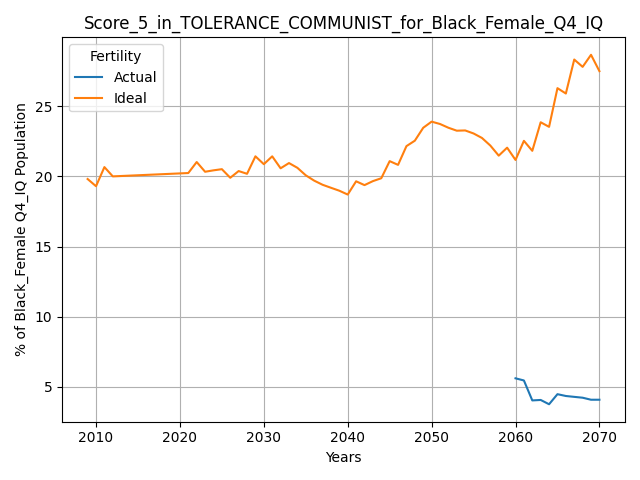 Score_5_in_TOLERANCE_COMMUNIST_for_Black_Female_Q4_IQ
Fertility
Actual
Ideal
% of Black_Female Q4_IQ Population
25
20
15
10
5
2010 2020 2030 2040 2050 2060 2070
Years